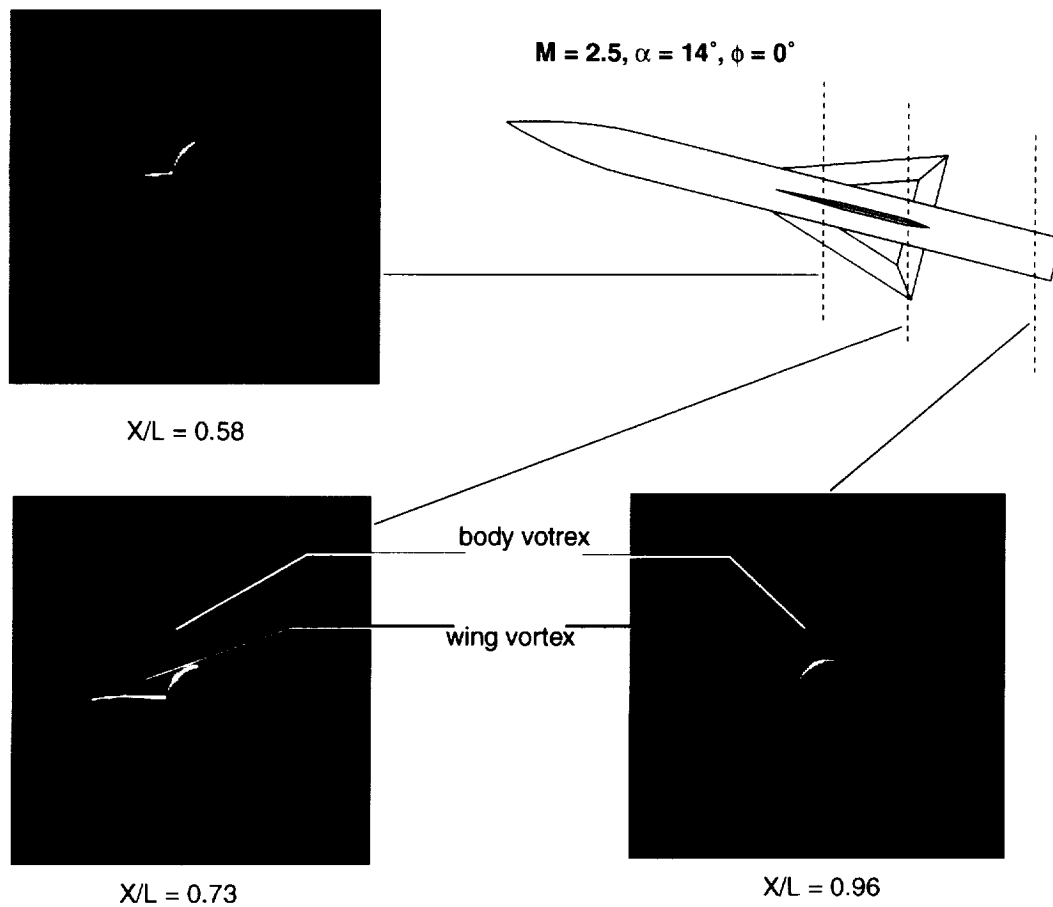 M = 2.5, α = 14°, ϕ = 0°
X/L = 0.58
body votrex
wing vortex
X/L = 0.73
X/L = 0.96